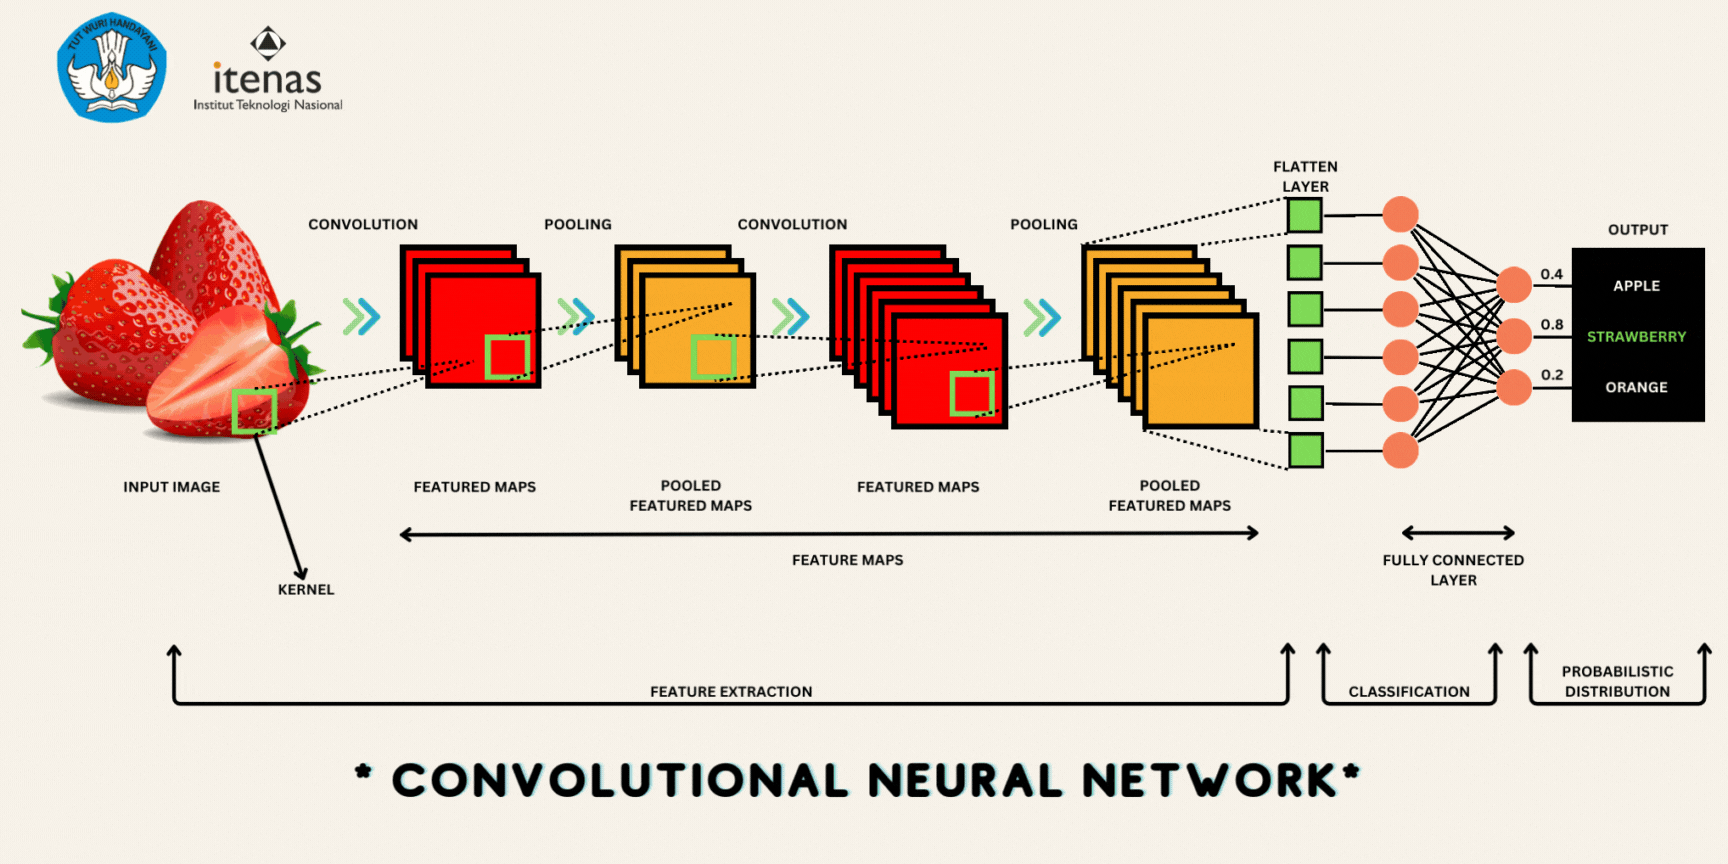 TUT WURI HANDAYANI
itenas
Institut Teknologi Nasional
CONVOLUTION
POOLING
CONVOLUTION
POOLING
FLATTEN
LAYER
OUTPUT
0.4
APPLE
0.8
STRAWBERRY
0.2
ORANGE
INPUT IMAGE
FEATURED MAPS
POOLED
FEATURED MAPS
FEATURED MAPS
POOLED
FEATURED MAPS
FEATURE MAPS
FULLY CONNECTED
LAYER
KERNEL
FEATURE EXTRACTION
CLASSIFICATION
PROBABILISTIC
DISTRIBUTION
* CONVOLUTIONAL NEURAL NETWORK*